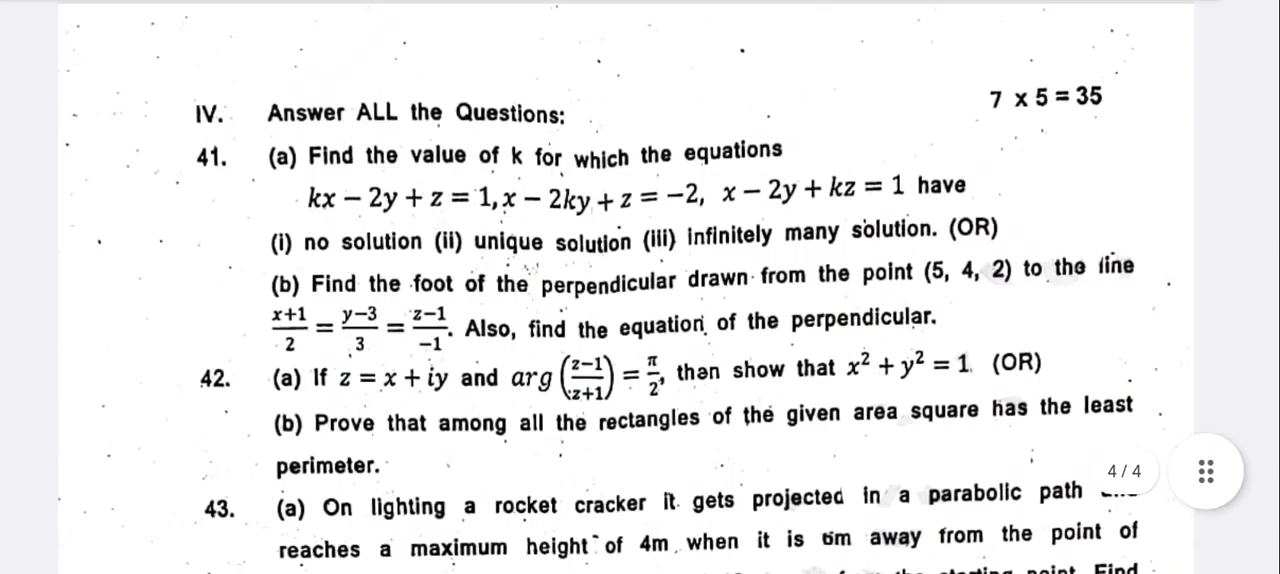 7 x 5 = 35
IV. Answer ALL the Questions:
41. (a) Find the value of k for which the equations
kx − 2y + z = 1, x − 2ky + z = −2, x − 2y + kz = 1 have
(i) no solution (ii) unique solution (iii) infinitely many solution. (OR)
(b) Find the foot of the perpendicular drawn from the point (5, 4, 2) to the line
x+1/2 = y−3/3 = z−1/−1. Also, find the equation of the perpendicular.
42. (a) If z = x + iy and arg (z−1/z+1) = π/2, then show that x² + y² = 1 (OR)
(b) Prove that among all the rectangles of the given area square has the least
perimeter.
4 / 4
43. (a) On lighting a rocket cracker it gets projected in a parabolic path
reaches a maximum height of 4m when it is 6m away from the point of
the starting point. Find